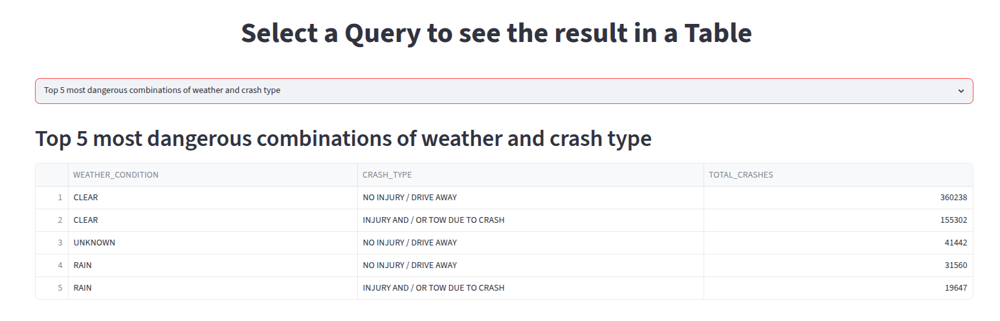 Select a Query to see the result in a Table
Top 5 most dangerous combinations of weather and crash type
Top 5 most dangerous combinations of weather and crash type
WEATHER_CONDITION CRASH_TYPE TOTAL_CRASHES
1 CLEAR NO INJURY / DRIVE AWAY 360238
2 CLEAR INJURY AND / OR TOW DUE TO CRASH 155302
3 UNKNOWN NO INJURY / DRIVE AWAY 41442
4 RAIN NO INJURY / DRIVE AWAY 31560
5 RAIN INJURY AND / OR TOW DUE TO CRASH 19647